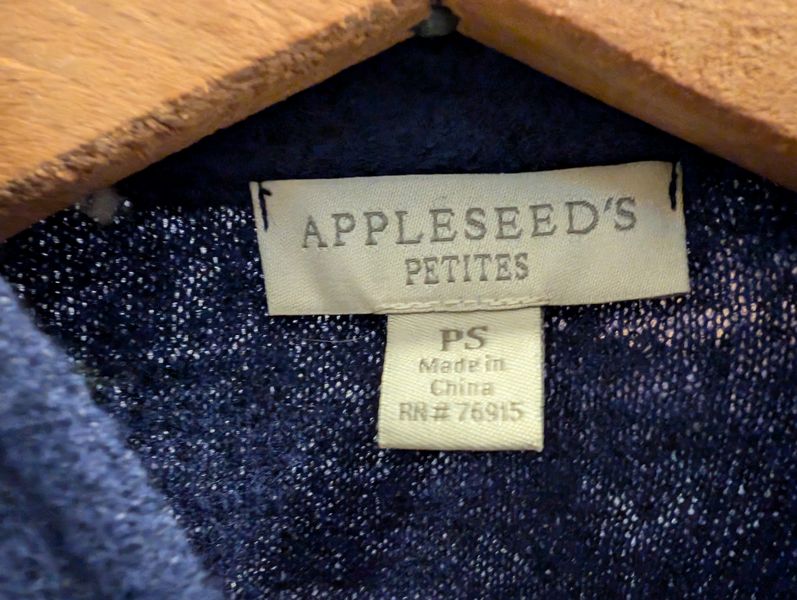 APPLESEED'S
PETITES
PS
Made in
China
RN# 76915